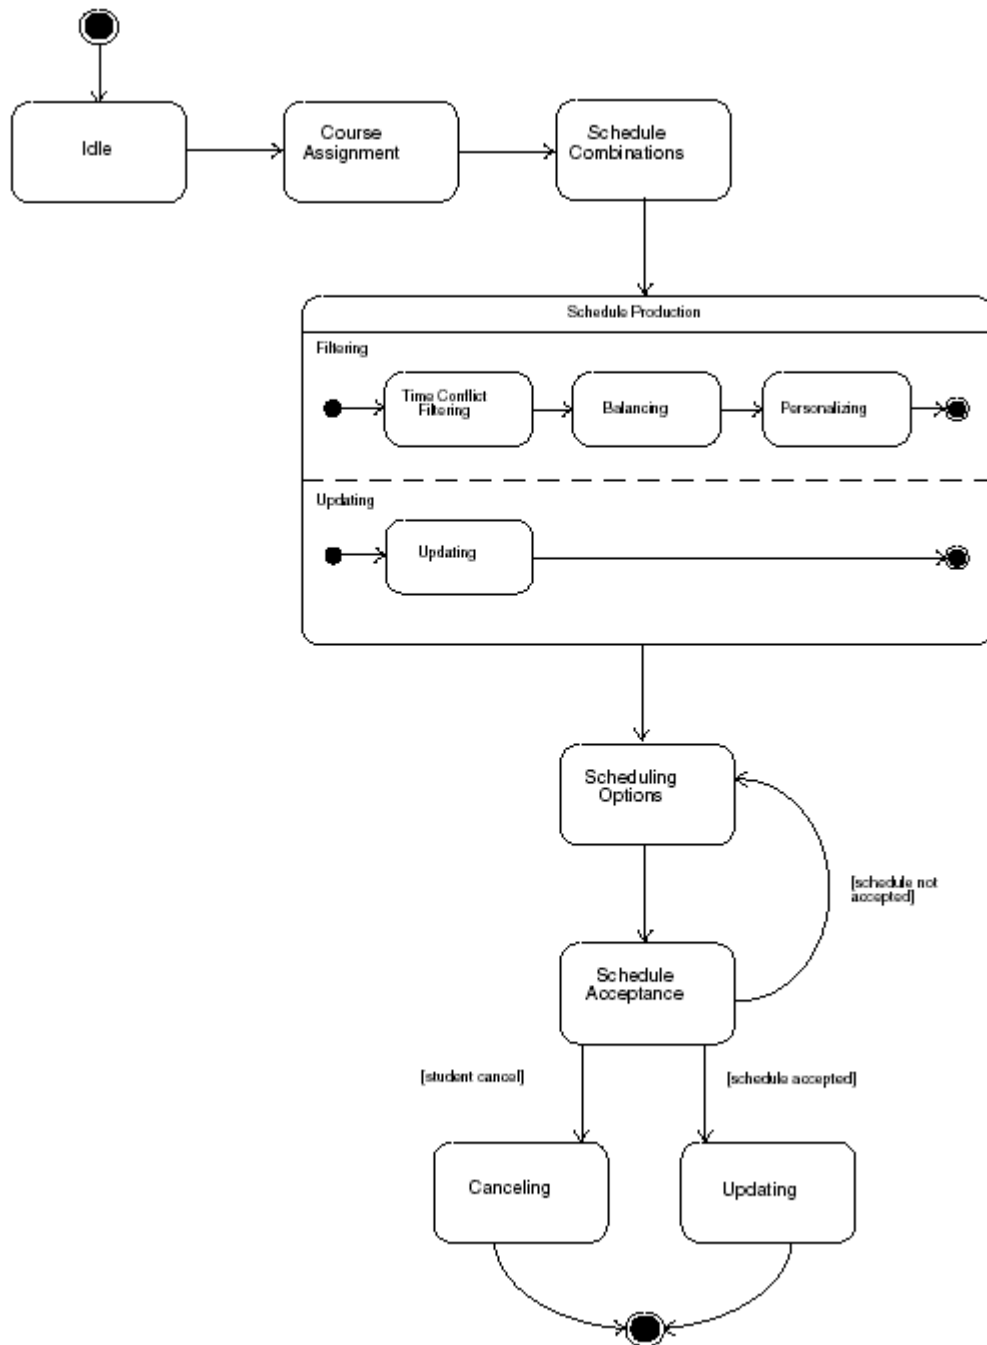 Idle
Course
Assignment
Schedule
Combinations
Schedule Production
Filtering
Time Conflict
Filtering
Balancing
Personalizing
Updating
Updating
Scheduling
Options
[schedule not
accepted]
Schedule
Acceptance
[student cancel]
[schedule accepted]
Canceling
Updating